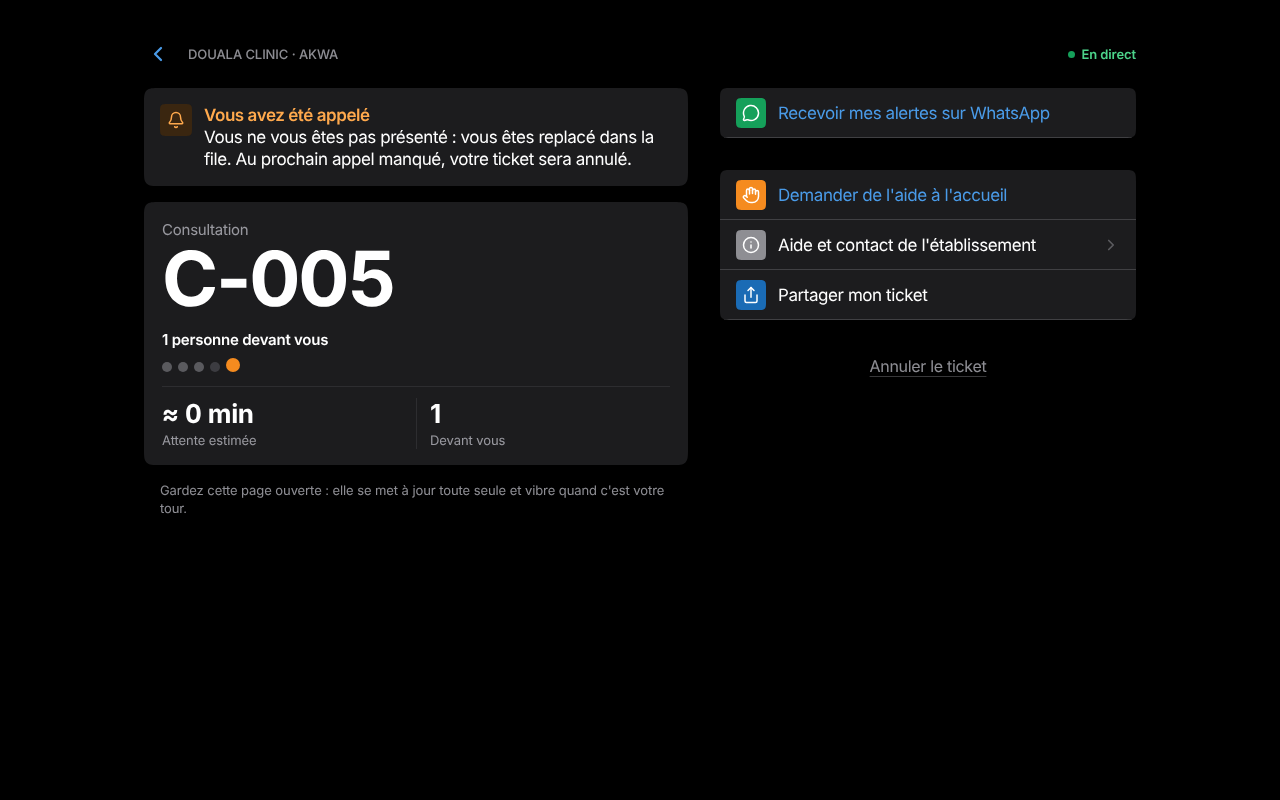 DOUALA CLINIC · AKWA
En direct
Vous avez été appelé
Vous ne vous êtes pas présenté : vous êtes replacé dans la
file. Au prochain appel manqué, votre ticket sera annulé.
Consultation
C-005
1 personne devant vous
≈ 0 min
Attente estimée
1
Devant vous
Gardez cette page ouverte : elle se met à jour toute seule et vibre quand c'est votre
tour.
Recevoir mes alertes sur WhatsApp
Demander de l'aide à l'accueil
Aide et contact de l'établissement
Partager mon ticket
Annuler le ticket